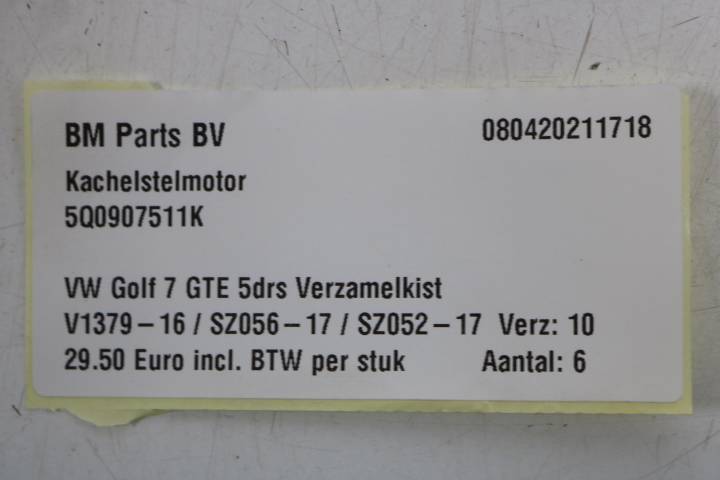 BM Parts BV 080420211718
Kachelstelmotor
5Q0907511K
VW Golf 7 GTE 5drs Verzamelkist
V1379-16 / SZ056-17 / SZ052-17 Verz: 10
29.50 Euro incl. BTW per stuk Aantal: 6